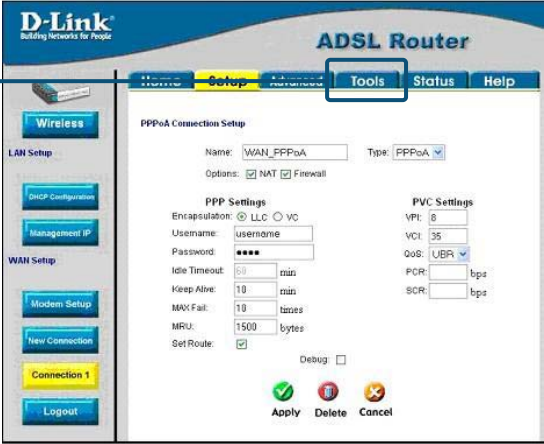 D-Link
Building Networks for People
ADSL Router
Home Setup Advanced Tools Status Help
Wireless
LAN Setup
DHCP Configuration
Management IP
WAN Setup
Modem Setup
New Connection
Connection 1
Logout
PPPoA Connection Setup
Name: WAN_PPPoA Type: PPPoA
Options: NAT Firewall
PPP Settings
Encapsulation: LLC VC
Username: username
Password: ●●●●
Idle Timeout: 60 min
Keep Alive: 10 min
MAX Fail: 10 times
MRU: 1500 bytes
Set Route:
PVC Settings
VPI: 8
VCI: 35
QoS: UBR
PCR: bps
SCR: bps
Debug:
Apply Delete Cancel